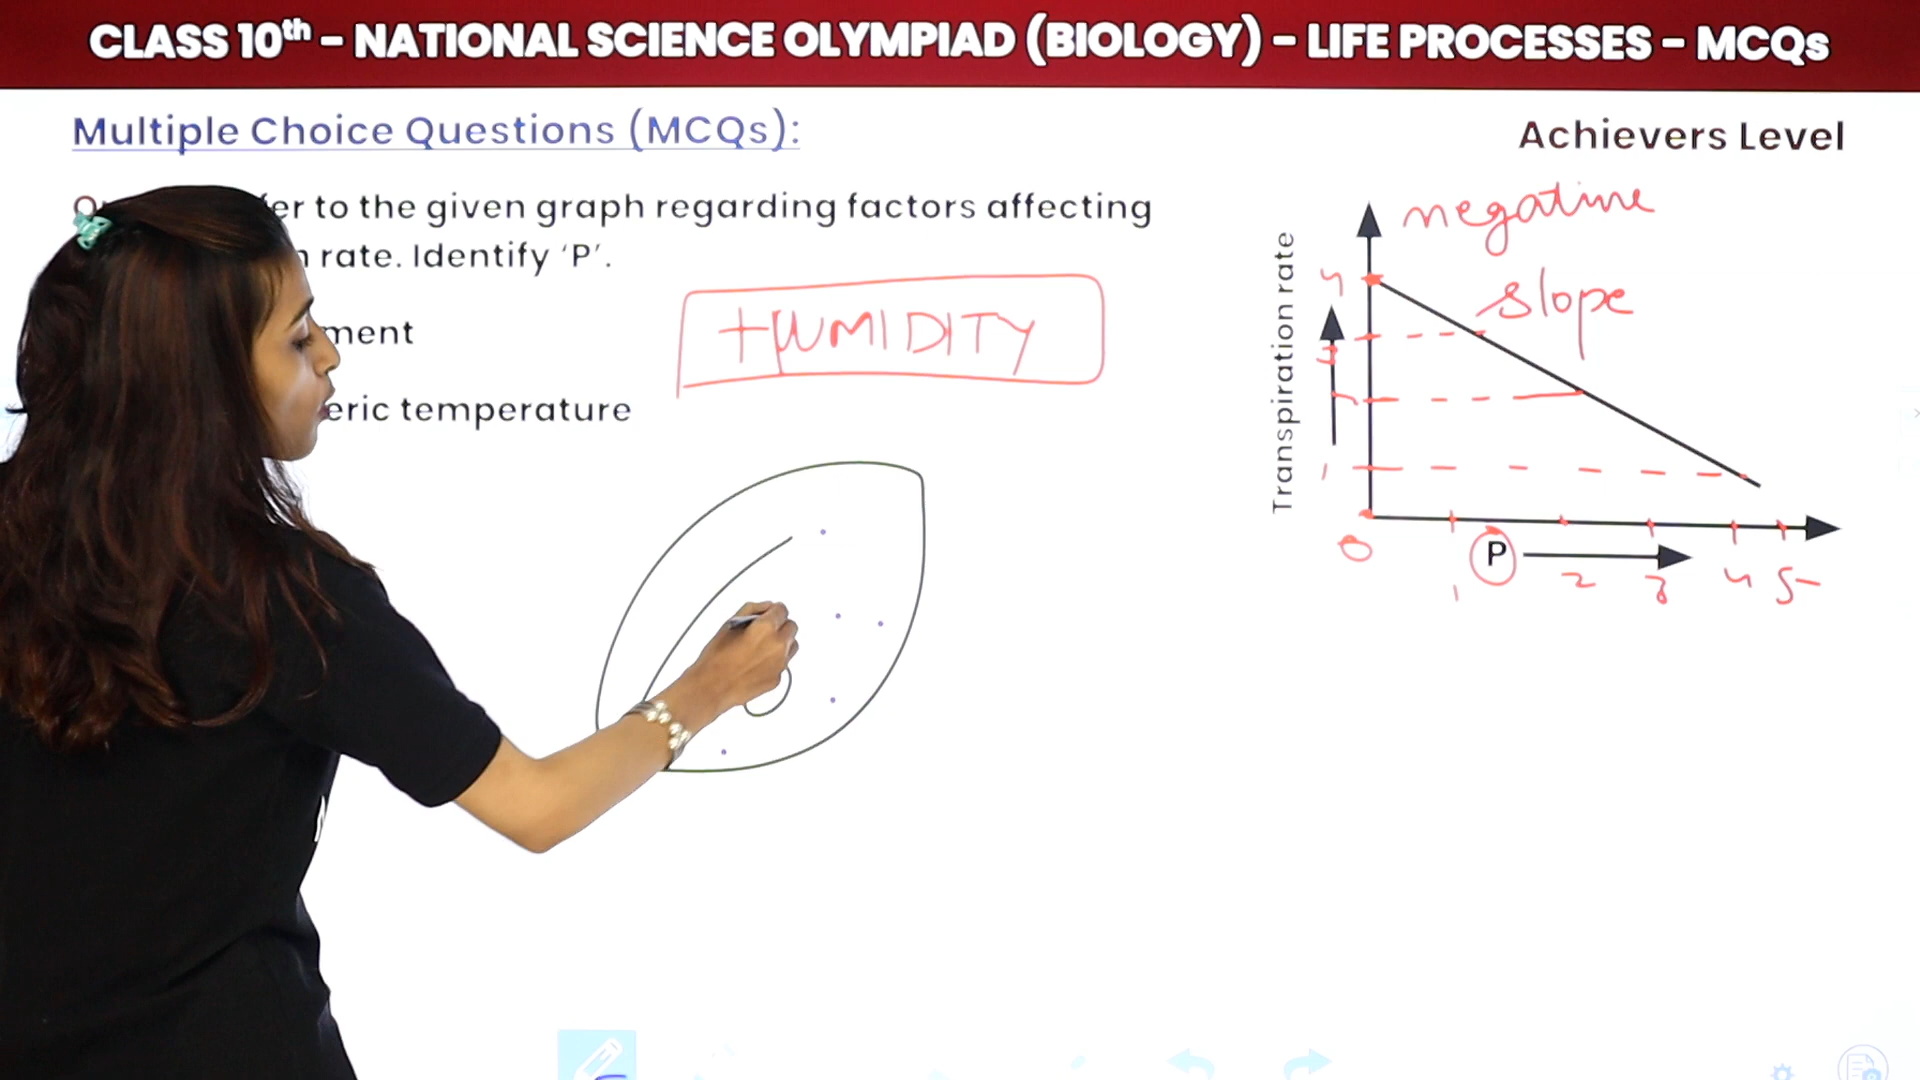 CLASS 10th - NATIONAL SCIENCE OLYMPIAD (BIOLOGY) - LIFE PROCESSES - MCQs
Multiple Choice Questions (MCQs):
Achievers Level
er to the given graph regarding factors affecting
rate. Identify ‘P’.
ment
eric temperature
HUMIDITY
negative
slope
Transpiration rate
4
3
2
1
0
P
1 2 3 4 5